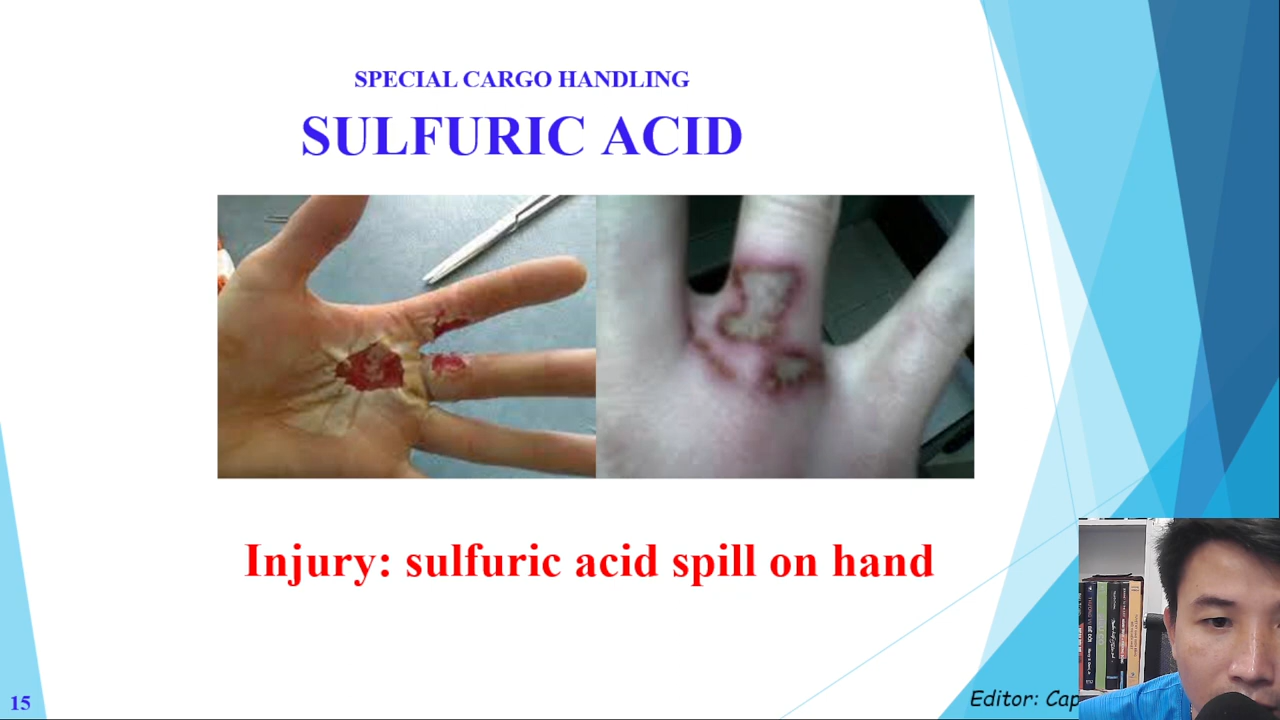 SPECIAL CARGO HANDLING
SULFURIC ACID
Injury: sulfuric acid spill on hand
15
Editor: Cap